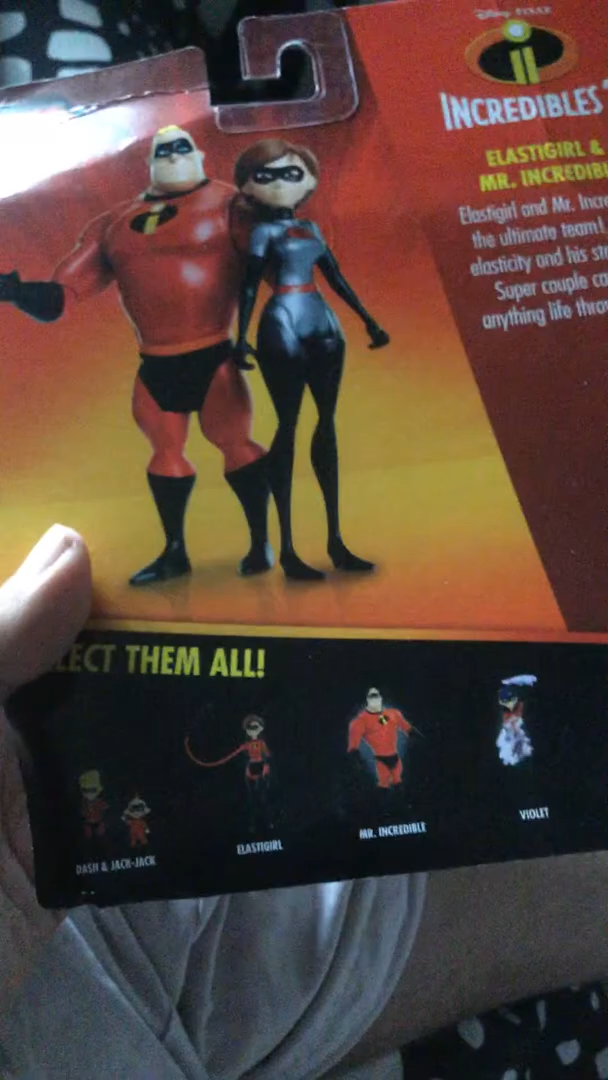 Disney PIXAR
INCREDIBLES
ELASTIGIRL &
MR. INCREDIBL
Elastigirl and Mr. Incre
the ultimate team!
elasticity and his str
Super couple ca
anything life thro
LECT THEM ALL!
DASH & JACK-JACK
ELASTIGIRL
MR. INCREDIBLE
VIOLET